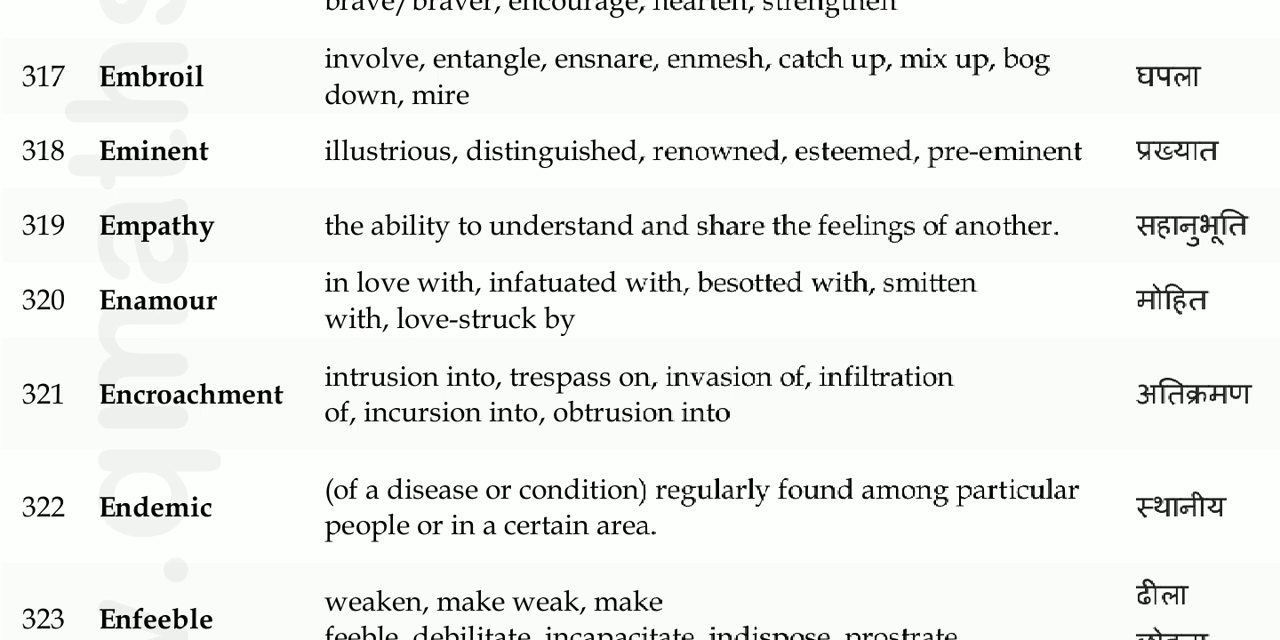 brave/braver, encourage, hearten, strengthen
317 Embroil involve, entangle, ensnare, enmesh, catch up, mix up, bog घपला
down, mire
318 Eminent illustrious, distinguished, renowned, esteemed, pre-eminent प्रख्यात
319 Empathy the ability to understand and share the feelings of another. सहानुभूति
320 Enamour in love with, infatuated with, besotted with, smitten मोहित
with, love-struck by
321 Encroachment intrusion into, trespass on, invasion of, infiltration अतिक्रमण
of, incursion into, obtrusion into
322 Endemic (of a disease or condition) regularly found among particular स्थानीय
people or in a certain area.
323 Enfeeble weaken, make weak, make ढीला
feeble, debilitate, incapacitate, indispose, prostrate
.qmaths